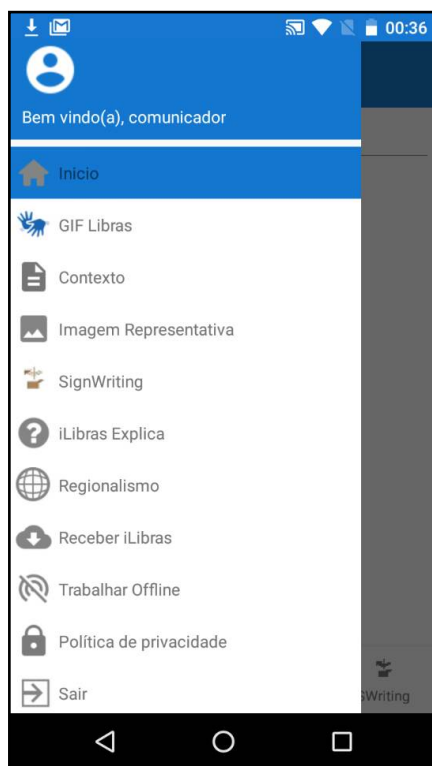 00:36
Bem vindo(a), comunicador
Inicio
GIF Libras
Contexto
Imagem Representativa
SignWriting
iLibras Explica
Regionalismo
Receber iLibras
Trabalhar Offline
Política de privacidade
Sair